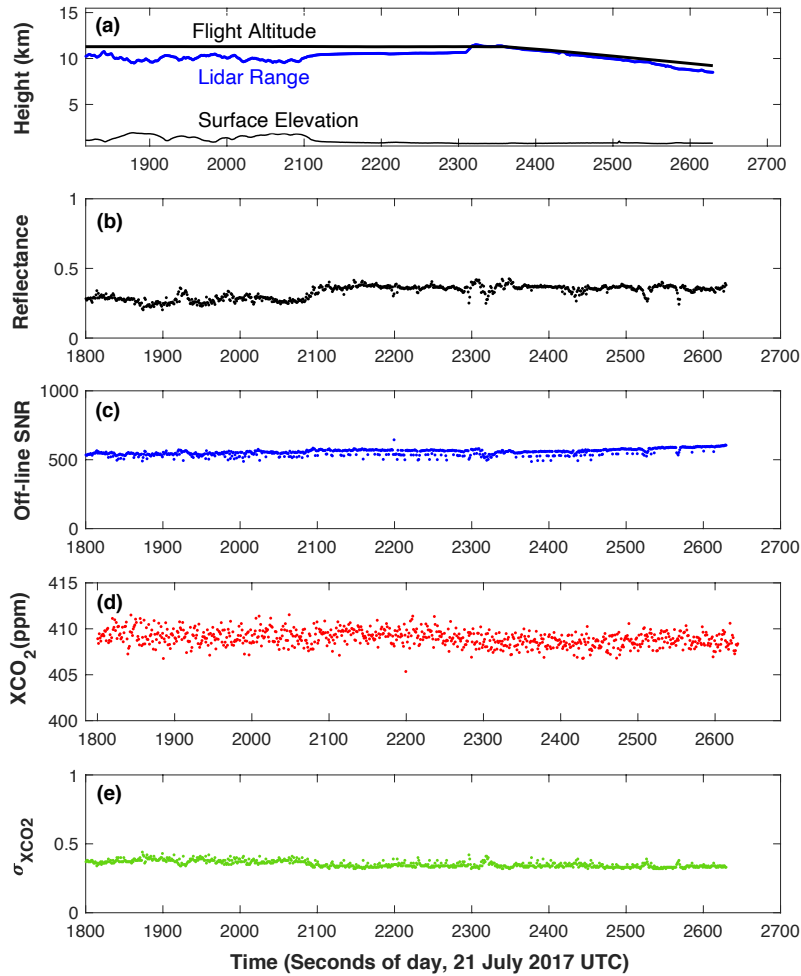 (a)
Flight Altitude
Lidar Range
Surface Elevation
Height (km)
15
10
5
1900 2000 2100 2200 2300 2400 2500 2600 2700
(b)
Reflectance
1
0.5
0
1800 1900 2000 2100 2200 2300 2400 2500 2600 2700
(c)
Off-line SNR
1000
500
0
1800 1900 2000 2100 2200 2300 2400 2500 2600 2700
(d)
XCO2(ppm)
415
410
405
400
1800 1900 2000 2100 2200 2300 2400 2500 2600
(e)
σXCO2
1
0.5
0
1800 1900 2000 2100 2200 2300 2400 2500 2600 2700
Time (Seconds of day, 21 July 2017 UTC)